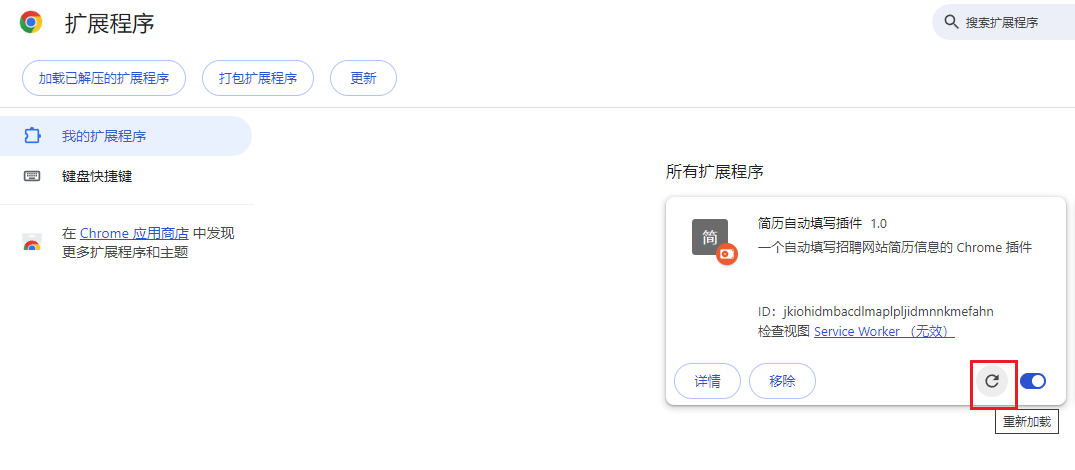 扩展程序
搜索扩展程序
加载已解压的扩展程序
打包扩展程序
更新
我的扩展程序
键盘快捷键
在 Chrome 应用商店 中发现
更多扩展程序和主题
所有扩展程序
简
简历自动填写插件 1.0
一个自动填写招聘网站简历信息的 Chrome 插件
ID：jkiohidmbacdlmaplpljidmnnkmefahn
检查视图 Service Worker （无效）
详情
移除
重新加载